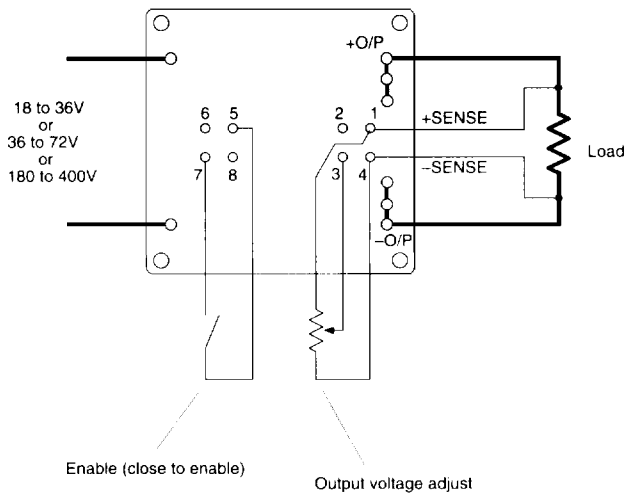 +O/P
18 to 36V
or
36 to 72V
or
180 to 400V
6 5 2 1
+SENSE
7 8 3 4
−SENSE
Load
−O/P
Enable (close to enable)
Output voltage adjust